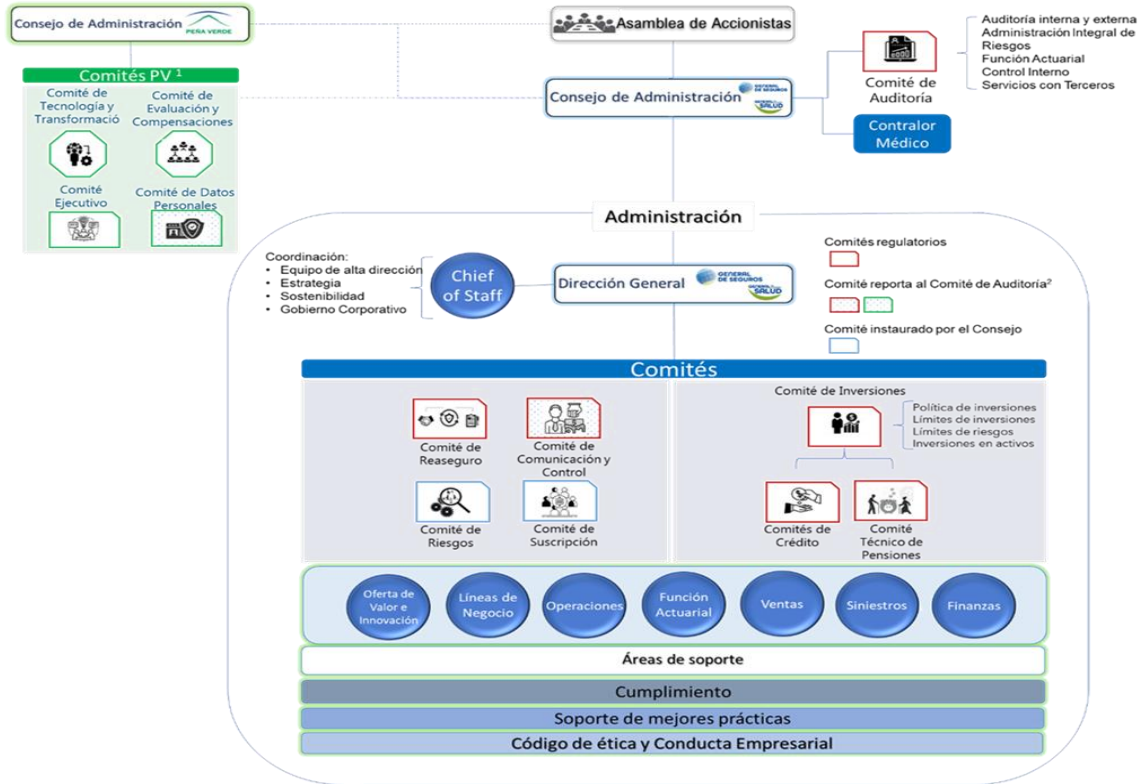 Consejo de Administración
PEÑA VERDE
Asamblea de Accionistas
Comités PV ¹
Comité de
Tecnología y
Transformació
Comité de
Evaluación y
Compensaciones
Comité
Ejecutivo
Comité de Datos
Personales
Consejo de Administración
GENERAL
DE SEGUROS
SALUD
Comité de
Auditoría
Auditoría interna y externa
Administración Integral de
Riesgos
Función Actuarial
Control Interno
Servicios con Terceros
Contralor
Médico
Administración
Coordinación:
• Equipo de alta dirección
• Estrategia
• Sostenibilidad
• Gobierno Corporativo
Chief
of Staff
Dirección General
GENERAL
DE SEGUROS
SALUD
Comités regulatorios
Comité reporta al Comité de Auditoría²
Comité instaurado por el Consejo
Comités
Comité de
Reaseguro
Comité de
Comunicación y
Control
Comité de
Riesgos
Comité de
Suscripción
Comité de Inversiones
Política de inversiones
Límites de inversiones
Límites de riesgos
Inversiones en activos
Comités de
Crédito
Comité
Técnico de
Pensiones
Oferta de
Valor e
Innovación
Líneas de
Negocio
Operaciones
Función
Actuarial
Ventas
Siniestros
Finanzas
Áreas de soporte
Cumplimiento
Soporte de mejores prácticas
Código de ética y Conducta Empresarial